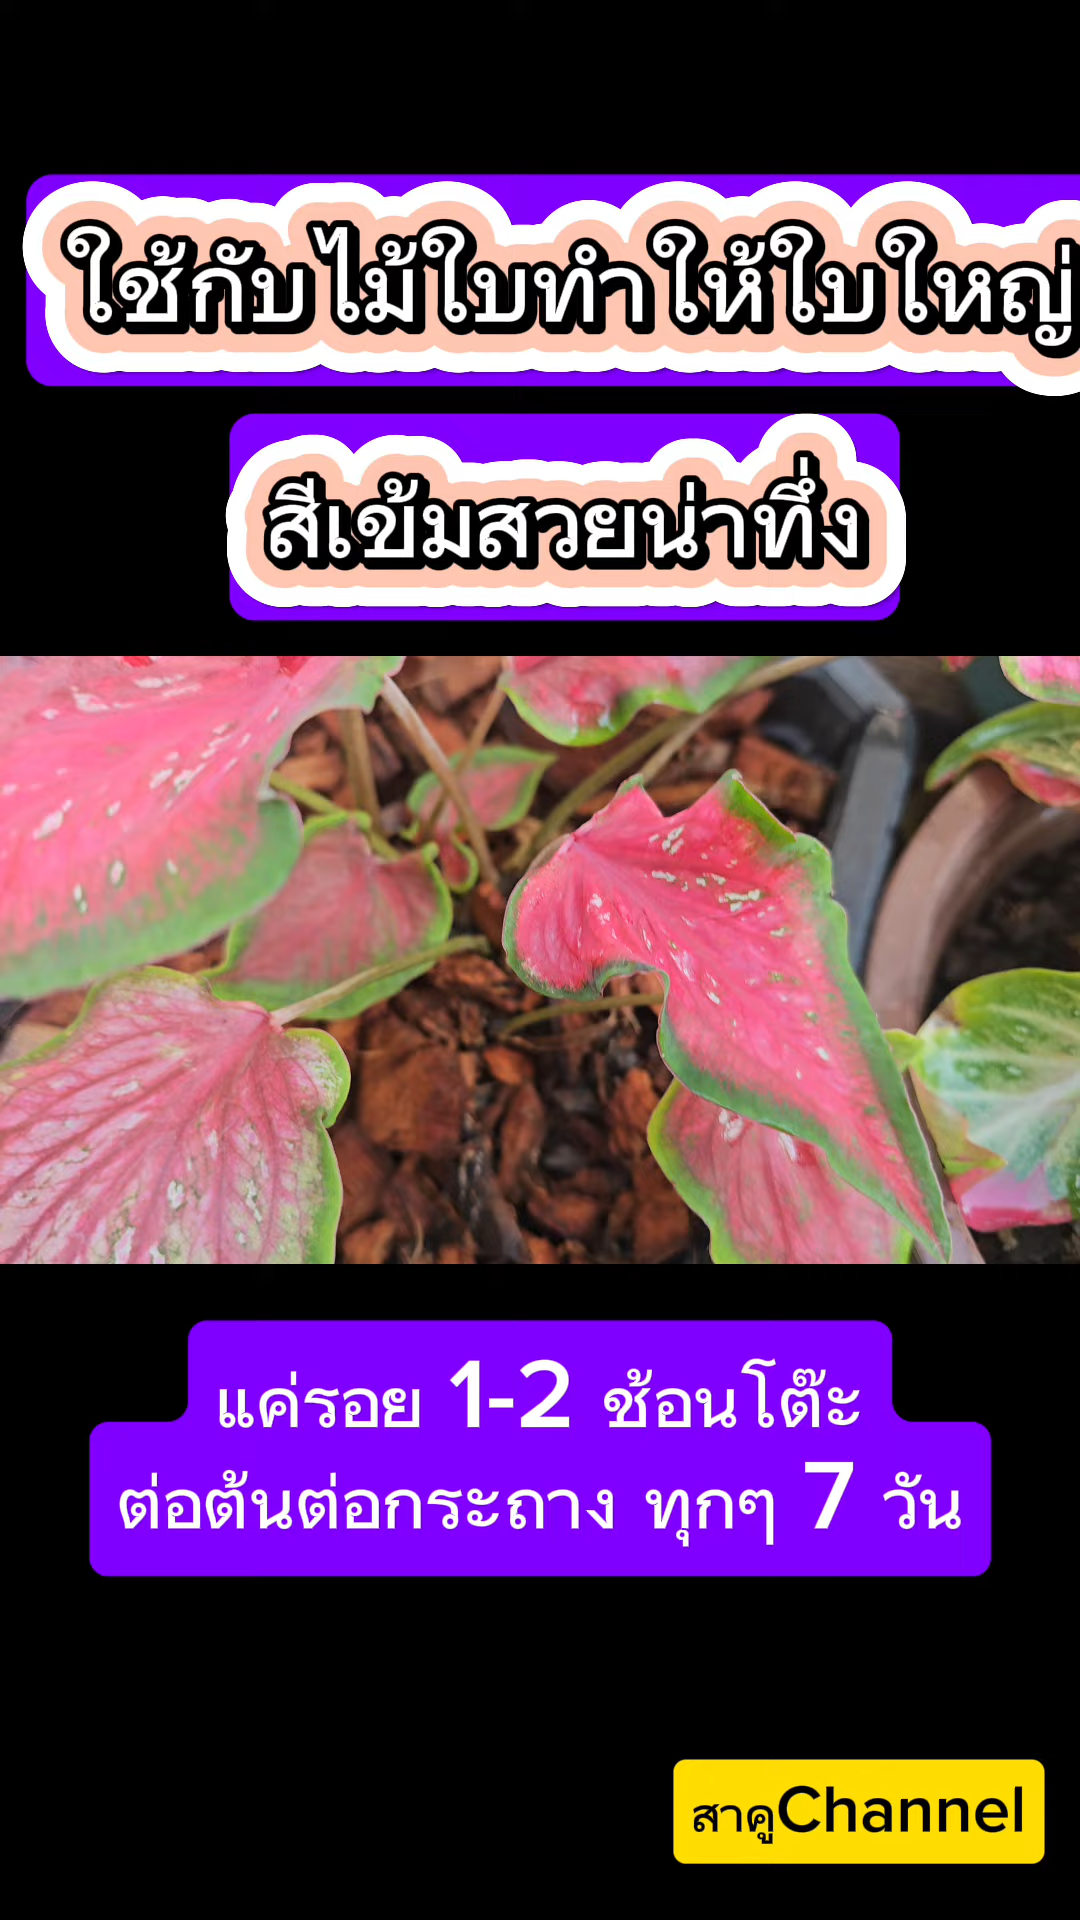 ใช้กับไม้ใบทำให้ใบใหญ่
สีเข้มสวยน่าทึ่ง
แค่รอย 1-2 ช้อนโต๊ะ
ต่อต้นต่อกระถาง ทุกๆ 7 วัน
สาคูChannel